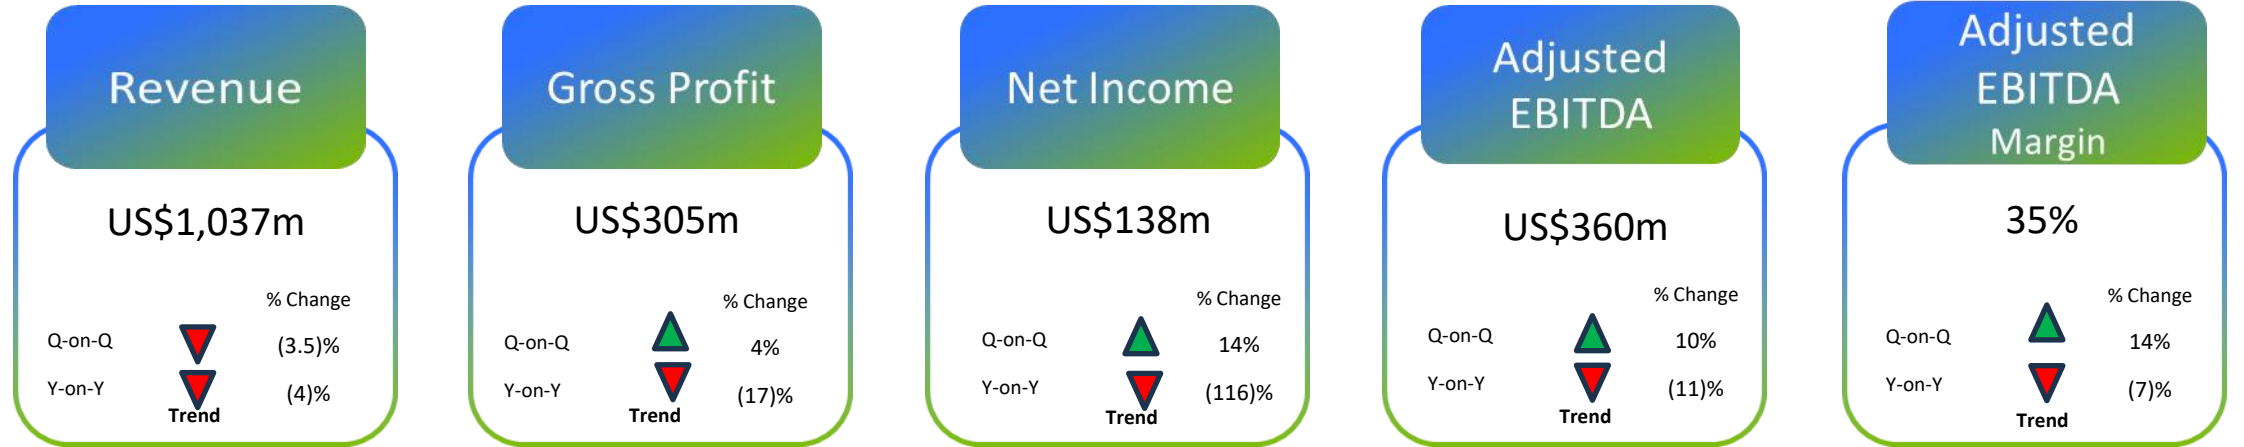 Revenue
US$1,037m
% Change
Q-on-Q (3.5)%
Y-on-Y (4)%
Trend
Gross Profit
US$305m
% Change
Q-on-Q 4%
Y-on-Y (17)%
Trend
Net Income
US$138m
% Change
Q-on-Q 14%
Y-on-Y (116)%
Trend
Adjusted
EBITDA
US$360m
% Change
Q-on-Q 10%
Y-on-Y (11)%
Trend
Adjusted
EBITDA
Margin
35%
% Change
Q-on-Q 14%
Y-on-Y (7)%
Trend